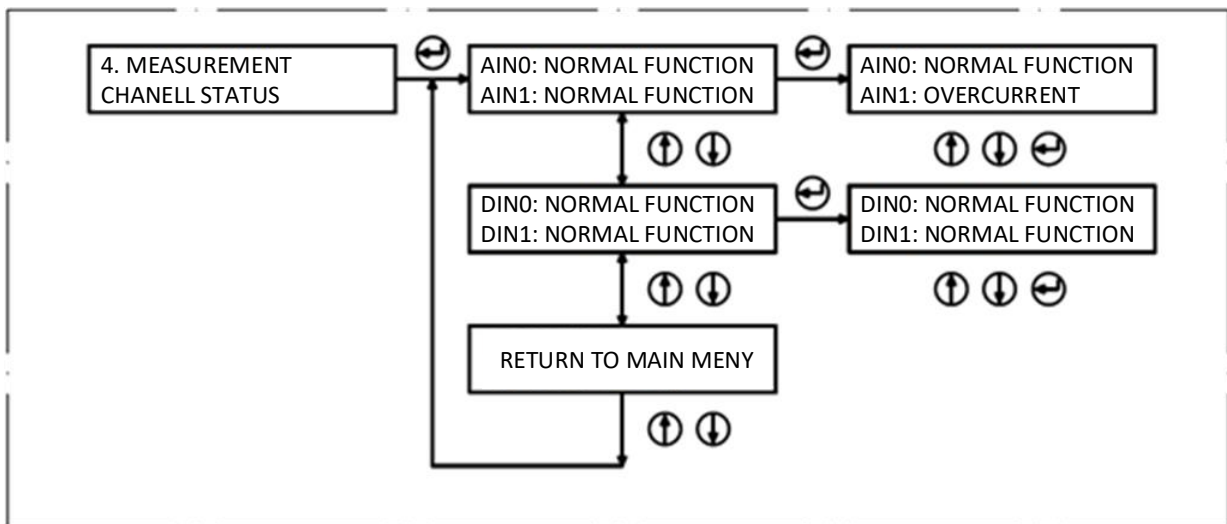 4. MEASUREMENT
CHANELL STATUS
AIN0: NORMAL FUNCTION
AIN1: NORMAL FUNCTION
AIN0: NORMAL FUNCTION
AIN1: OVERCURRENT
DIN0: NORMAL FUNCTION
DIN1: NORMAL FUNCTION
DIN0: NORMAL FUNCTION
DIN1: NORMAL FUNCTION
RETURN TO MAIN MENY